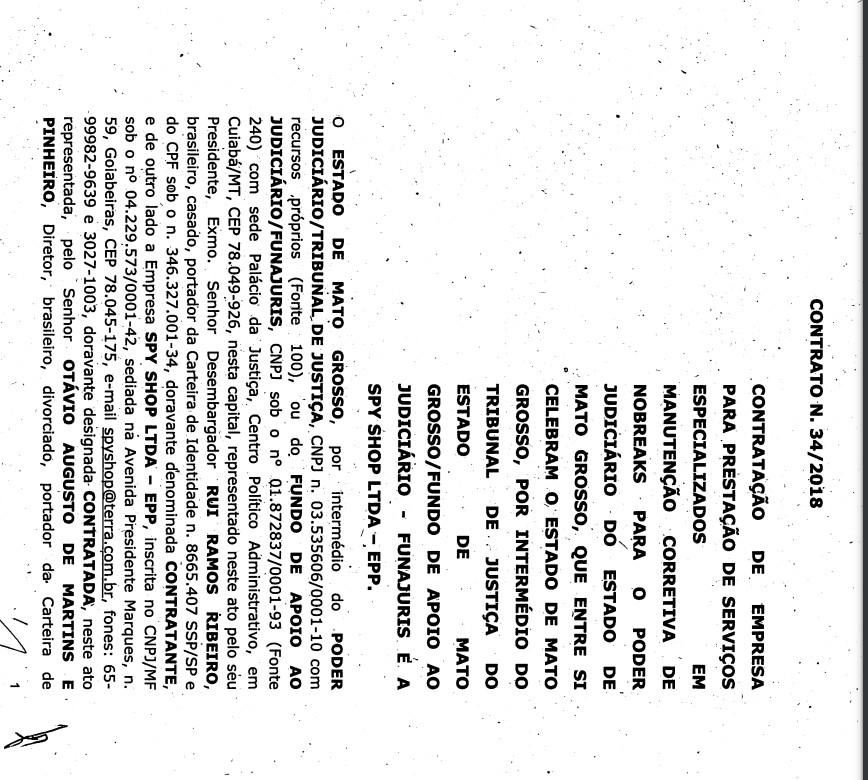 CONTRATO N. 34/2018
CONTRATAÇÃO DE EMPRESA
PARA PRESTAÇÃO DE SERVIÇOS
ESPECIALIZADOS EM
MANUTENÇÃO CORRETIVA DE
NOBREAKS PARA O PODER
JUDICIÁRIO DO ESTADO DE
MATO GROSSO, QUE ENTRE SI
CELEBRAM O ESTADO DE MATO
GROSSO, POR INTERMÉDIO DO
TRIBUNAL DE JUSTIÇA DO
ESTADO DE MATO
GROSSO/FUNDO DE APOIO AO
JUDICIÁRIO - FUNAJURIS E A
SPY SHOP LTDA – EPP.
O ESTADO DE MATO GROSSO, por intermédio do PODER
JUDICIÁRIO/TRIBUNAL DE JUSTIÇA, CNPJ n. 03.535606/0001-10 com
recursos próprios (Fonte 100), ou do FUNDO DE APOIO AO
JUDICIÁRIO/FUNAJURIS, CNPJ sob o nº 01.872837/0001-93 (Fonte
240) com sede Palácio da Justiça, Centro Político Administrativo, em
Cuiabá/MT, CEP 78.049-926, nesta capital, representado neste ato pelo seu
Presidente, Exmo. Senhor Desembargador RUI RAMOS RIBEIRO,
brasileiro, casado, portador da Carteira de Identidade n. 8665.407 SSP/SP e
do CPF sob o n. 346.327.001-34, doravante denominada CONTRATANTE,
e de outro lado a Empresa SPY SHOP LTDA – EPP, inscrita no CNPJ/MF
sob o nº 04.229.573/0001-42, sediada na Avenida Presidente Marques, n.
59, Goiabeiras, CEP 78.045-175, e-mail spyshop@terra.com.br, fones: 65-
99982-9639 e 3027-1003, doravante designada CONTRATADA, neste ato
representada, pelo Senhor OTÁVIO AUGUSTO DE MARTINS E
PINHEIRO, Diretor, brasileiro, divorciado, portador da Carteira de
1